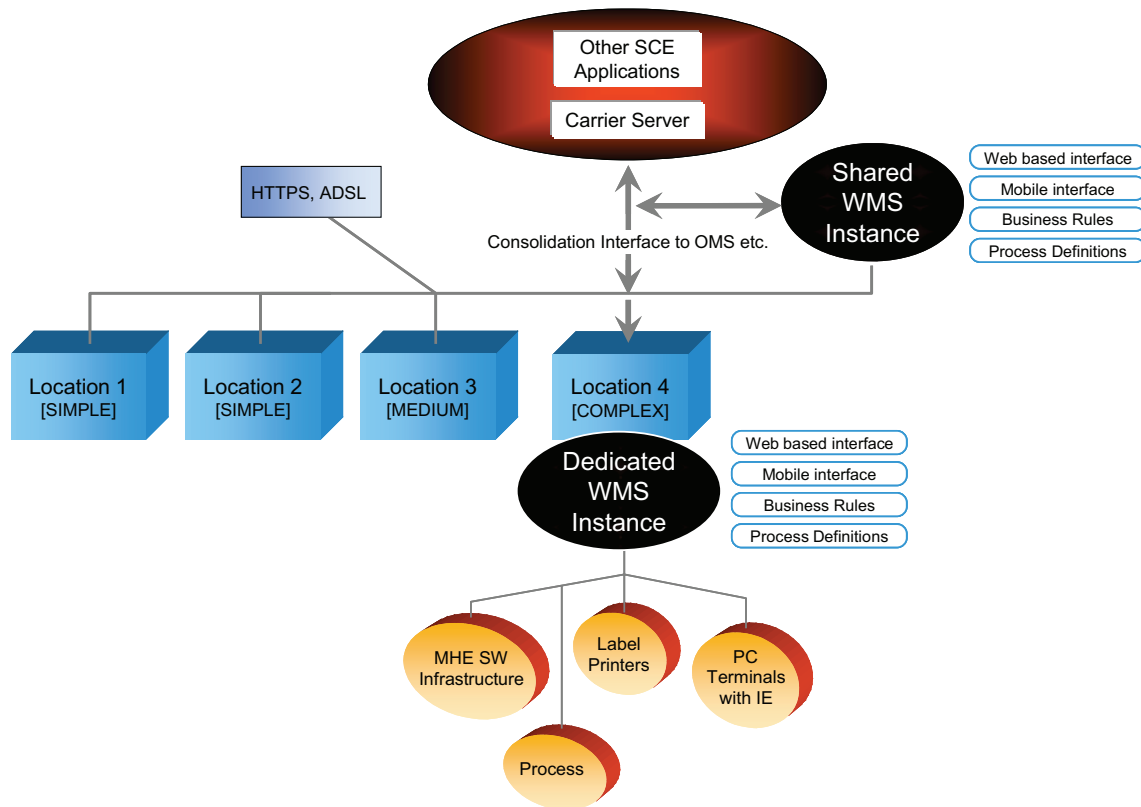 Other SCE
Applications
Carrier Server
HTTPS, ADSL
Shared
WMS
Instance
Web based interface
Mobile interface
Business Rules
Process Definitions
Consolidation Interface to OMS etc.
Location 1
[SIMPLE]
Location 2
[SIMPLE]
Location 3
[MEDIUM]
Location 4
[COMPLEX]
Dedicated
WMS
Instance
Web based interface
Mobile interface
Business Rules
Process Definitions
MHE SW
Infrastructure
Label
Printers
PC
Terminals
with IE
Process